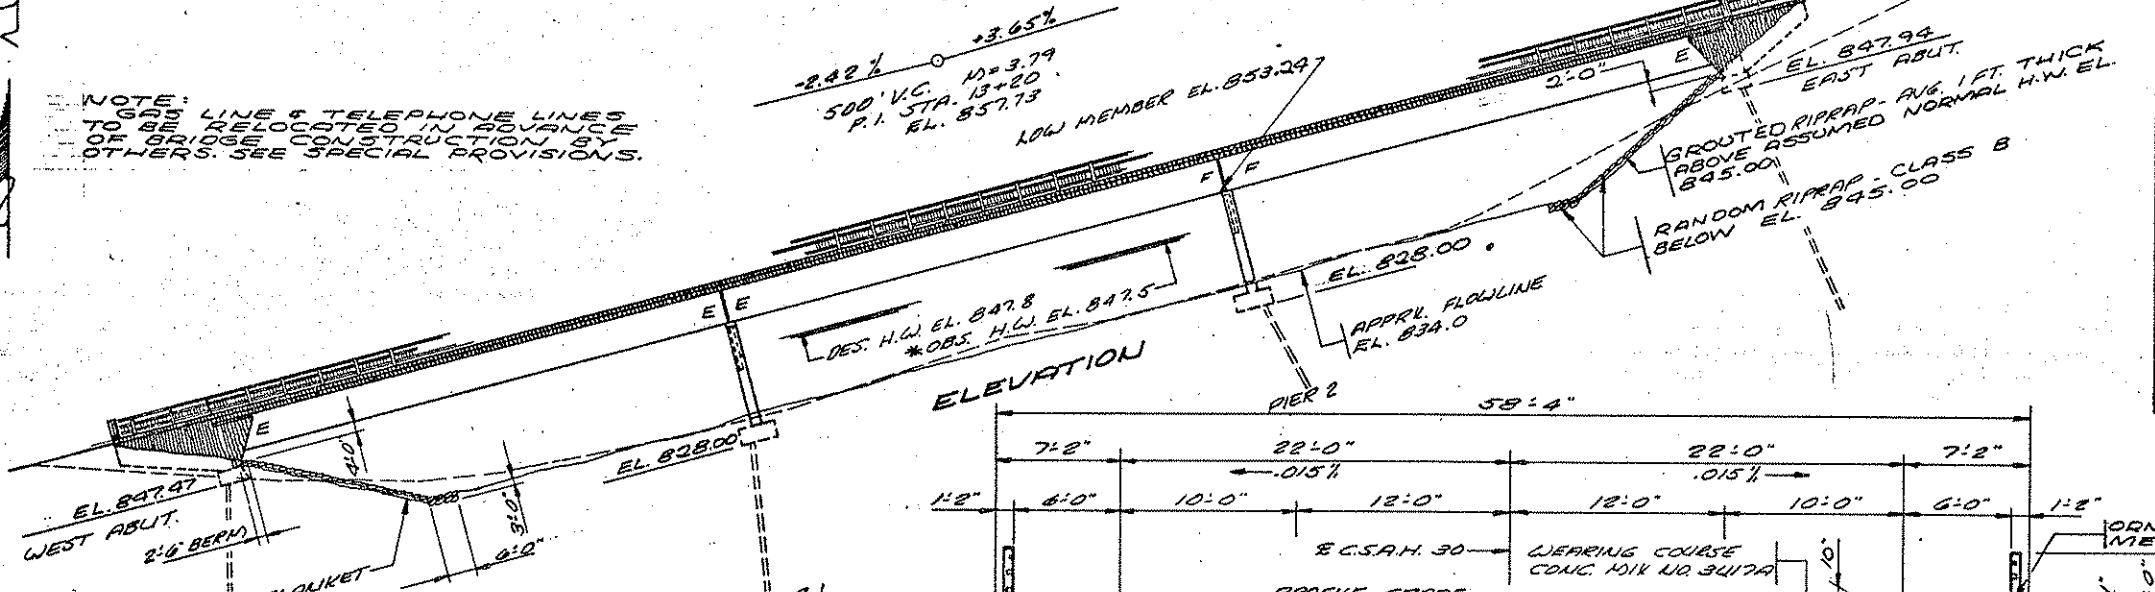 NOTE:
GAS LINE & TELEPHONE LINES
TO BE RELOCATED IN ADVANCE
OF BRIDGE CONSTRUCTION BY
OTHERS. SEE SPECIAL PROVISIONS.
-2.42% +3.65%
500' V.C. M=3.79
P.I. STA. 13+20
EL. 857.73
LOW MEMBER EL. 853.24
E
2'-0"
EL. 847.94
EAST ABUT.
GROUTED RIPRAP - AVG. 1 FT. THICK
ABOVE ASSUMED NORMAL H.W. EL.
845.00
RANDOM RIPRAP - CLASS B
BELOW EL. 845.00
F F
E E
DES. H.W. EL. 847.8
*OBS. H.W. EL. 847.5
EL. 828.00
APPRX. FLOWLINE
EL. 834.0
ELEVATION
PIER 2
E
4'-0"
EL. 828.00
EL. 847.47
WEST ABUT.
2'-6" BERM
3'-0"
6'-0"
58'-4"
7'-2" 22'-0" 22'-0" 7'-2"
.015% .015%
1'-2" 6'-0" 10'-0" 12'-0" 12'-0" 10'-0" 6'-0" 1'-2"
C.S.A.H. 30
WEARING COURSE
CONC. MIX NO. 3U17A
10"